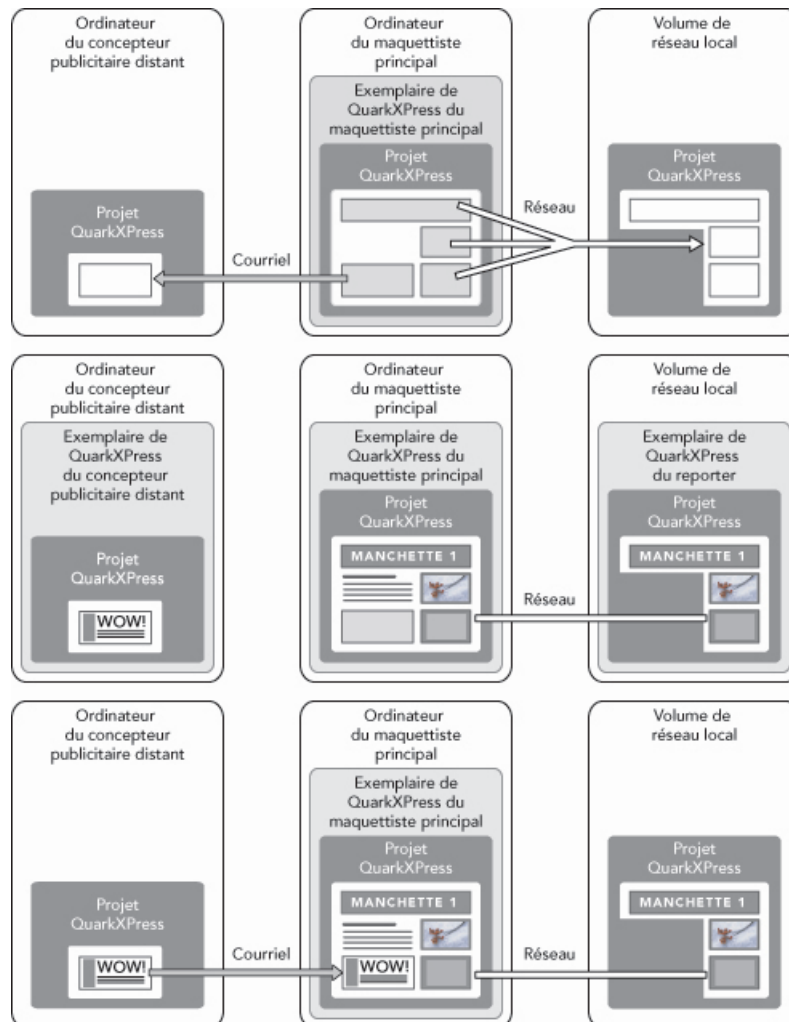 Ordinateur
du concepteur
publicitaire distant
Projet
QuarkXPress
Courriel
Ordinateur
du maquettiste
principal
Exemplaire de
QuarkXPress du
maquettiste principal
Projet
QuarkXPress
Réseau
Volume de
réseau local
Projet
QuarkXPress
Ordinateur
du concepteur
publicitaire distant
Exemplaire de
QuarkXPress
du concepteur
publicitaire distant
Projet
QuarkXPress
WOW!
Ordinateur
du maquettiste
principal
Exemplaire de
QuarkXPress du
maquettiste principal
Projet
QuarkXPress
MANCHETTE 1
Réseau
Volume de
réseau local
Exemplaire de
QuarkXPress
du reporter
Projet
QuarkXPress
MANCHETTE 1
Ordinateur
du concepteur
publicitaire distant
Projet
QuarkXPress
WOW!
Courriel
Ordinateur
du maquettiste
principal
Exemplaire de
QuarkXPress du
maquettiste principal
Projet
QuarkXPress
MANCHETTE 1
WOW!
Réseau
Volume de
réseau local
Projet
QuarkXPress
MANCHETTE 1